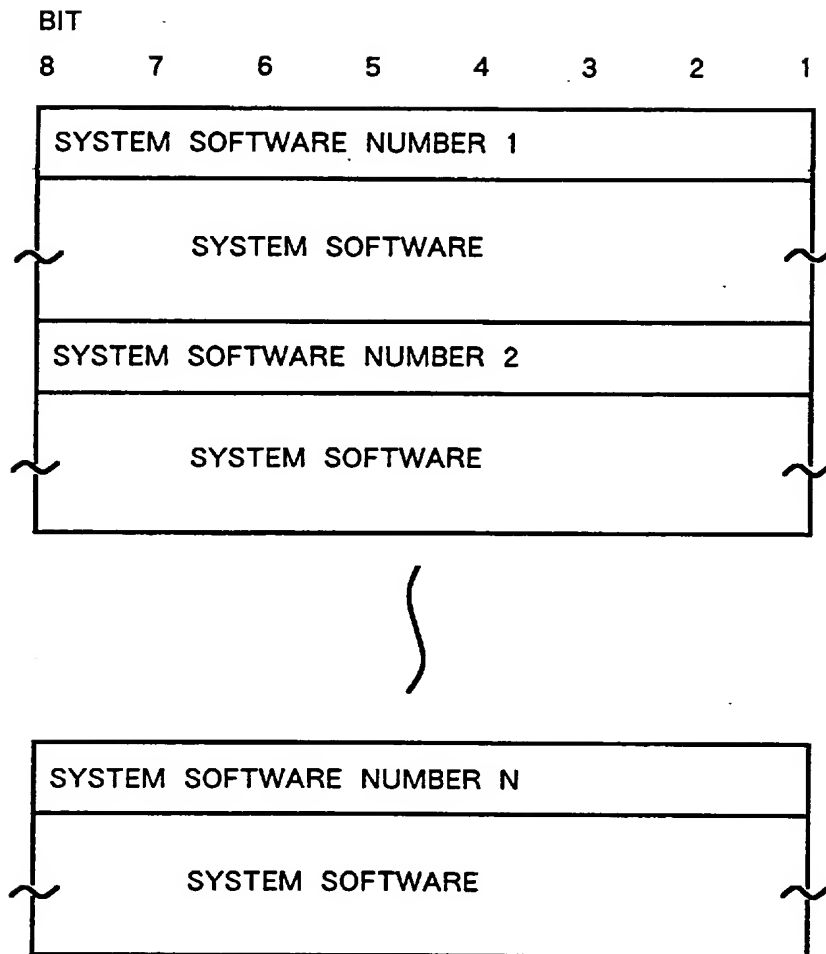 BIT
8 7 6 5 4 3 2 1
SYSTEM SOFTWARE NUMBER 1
SYSTEM SOFTWARE
SYSTEM SOFTWARE NUMBER 2
SYSTEM SOFTWARE
SYSTEM SOFTWARE NUMBER N
SYSTEM SOFTWARE